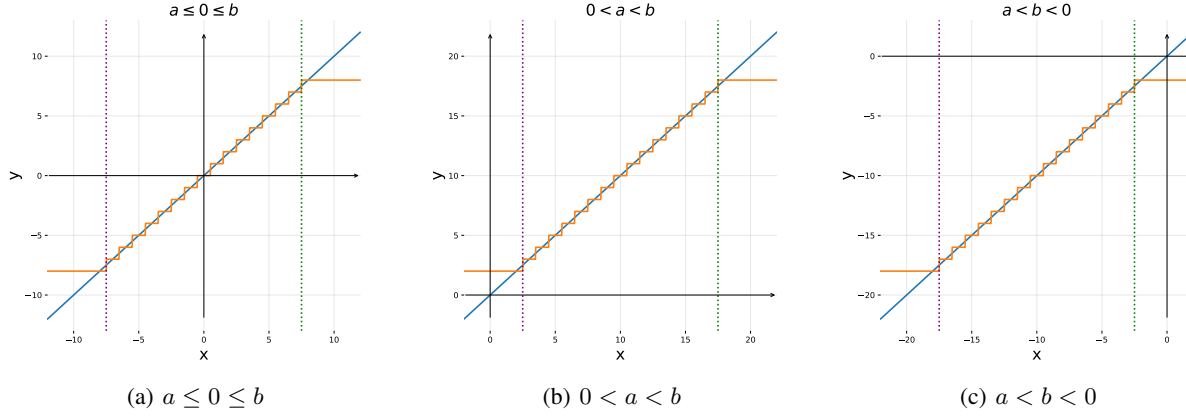 a ≤ 0 ≤ b
10
5
0
−5
−10
y
−10 −5 0 5 10
x
(a) a ≤ 0 ≤ b
0 < a < b
20
15
10
5
0
y
0 5 10 15 20
x
(b) 0 < a < b
a < b < 0
0
−5
−10
−15
−20
y
−20 −15 −10 −5 0
x
(c) a < b < 0